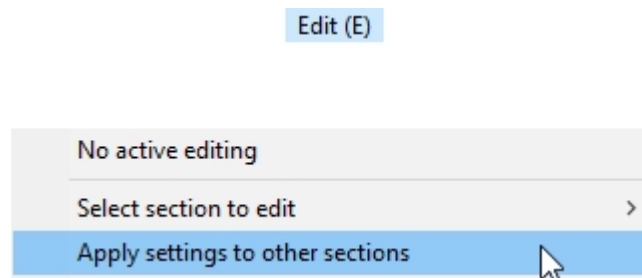 Edit (E)
No active editing
Select section to edit
Apply settings to other sections